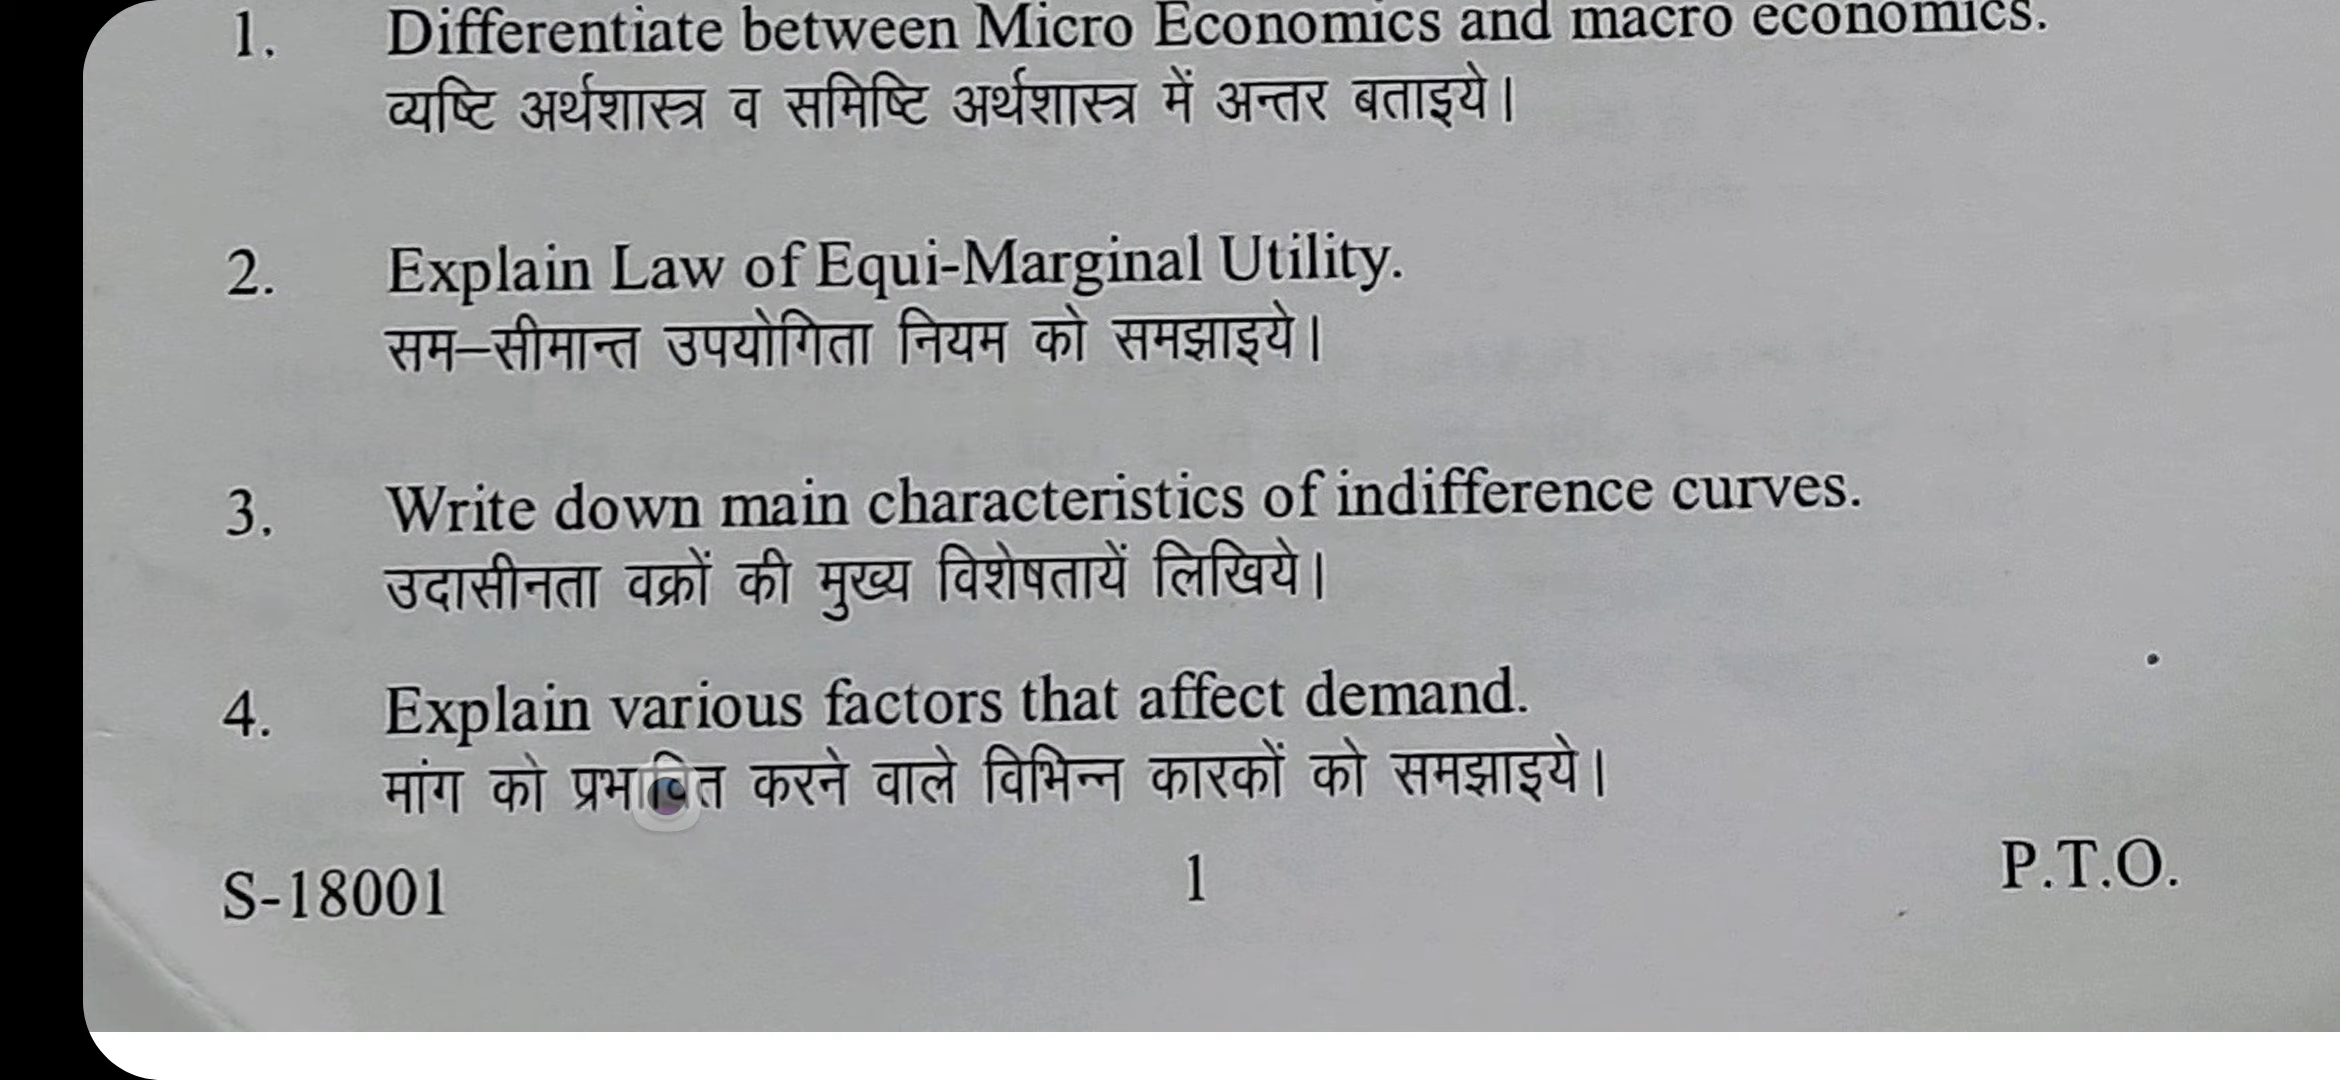 1. Differentiate between Micro Economics and macro economics.
व्यष्टि अर्थशास्त्र व समिष्टि अर्थशास्त्र में अन्तर बताइये।
2. Explain Law of Equi-Marginal Utility.
सम–सीमान्त उपयोगिता नियम को समझाइये।
3. Write down main characteristics of indifference curves.
उदासीनता वक्रों की मुख्य विशेषतायें लिखिये।
4. Explain various factors that affect demand.
मांग को प्रभावित करने वाले विभिन्न कारकों को समझाइये।
S-18001 1 P.T.O.